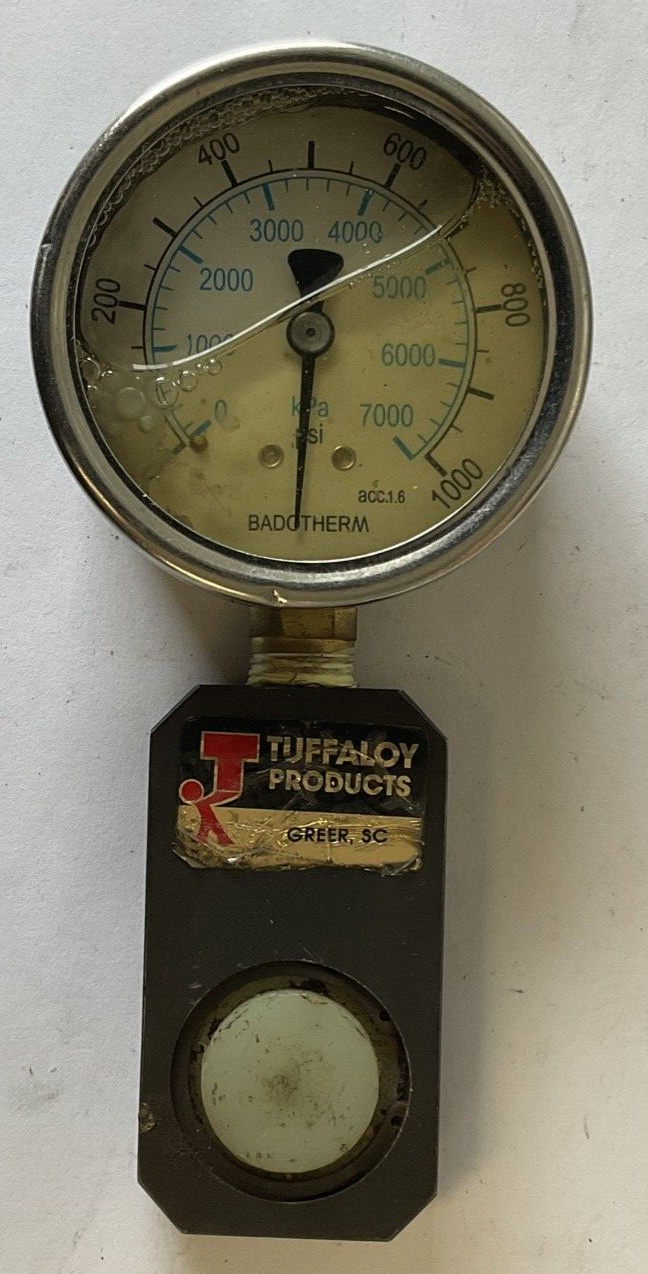 400 600
3000 4000
2000 5000
200 800
1000 6000
0 kPa 7000
psi
acc.1.6 1000
BADOTHERM
TUFFALOY
PRODUCTS
GREER, SC